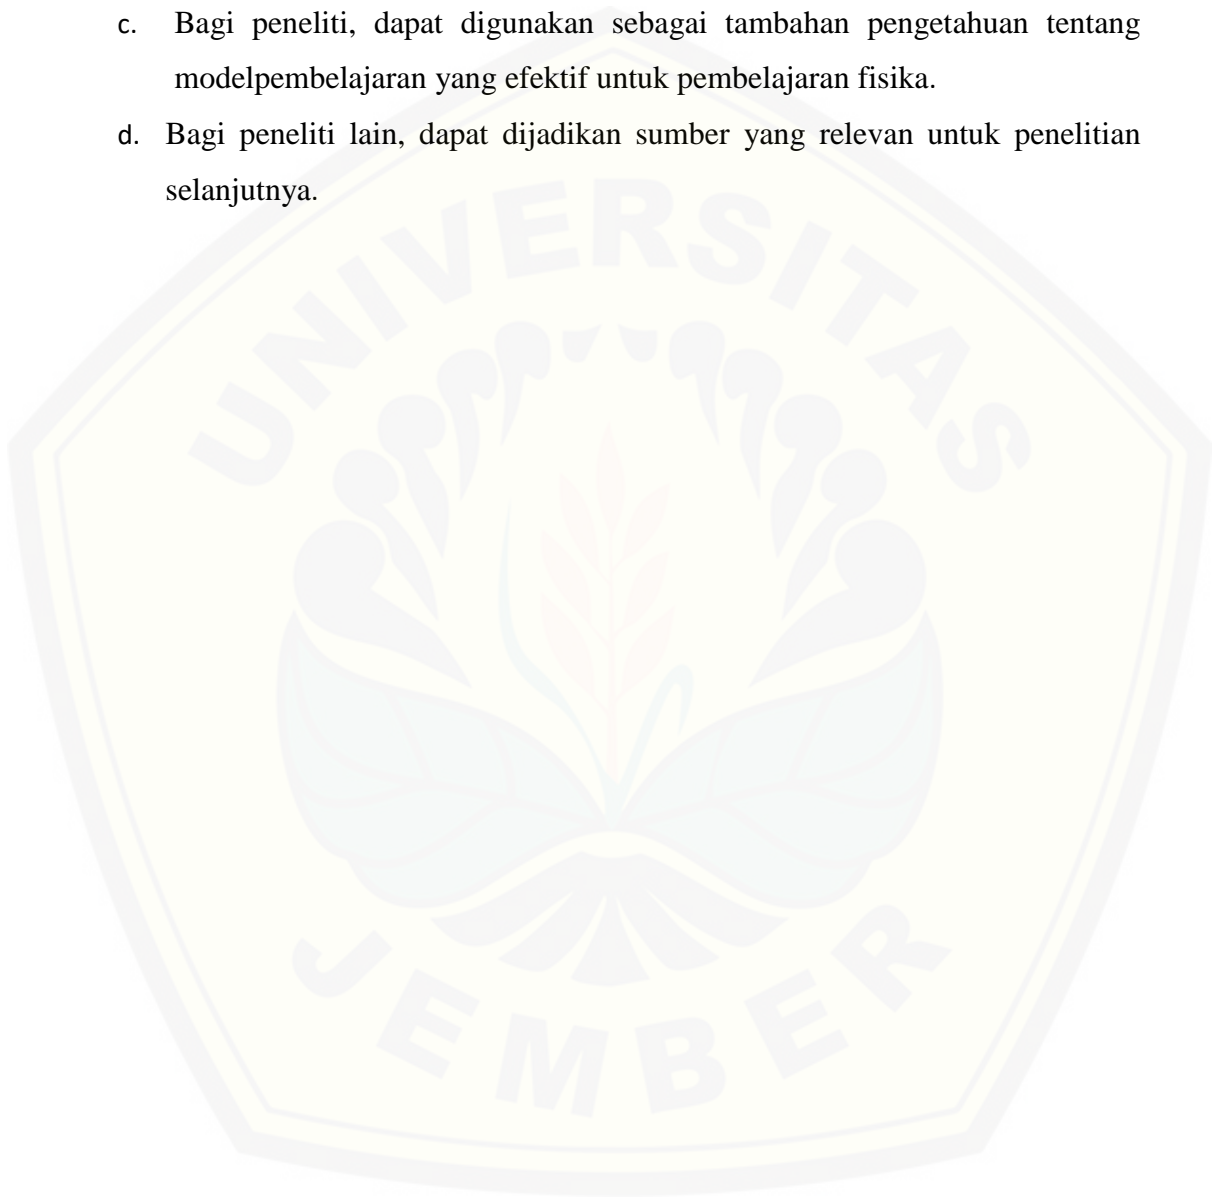 c. Bagi peneliti, dapat digunakan sebagai tambahan pengetahuan tentang
modelpembelajaran yang efektif untuk pembelajaran fisika.
d. Bagi peneliti lain, dapat dijadikan sumber yang relevan untuk penelitian
selanjutnya.
UNIVERSITAS
JEMBER